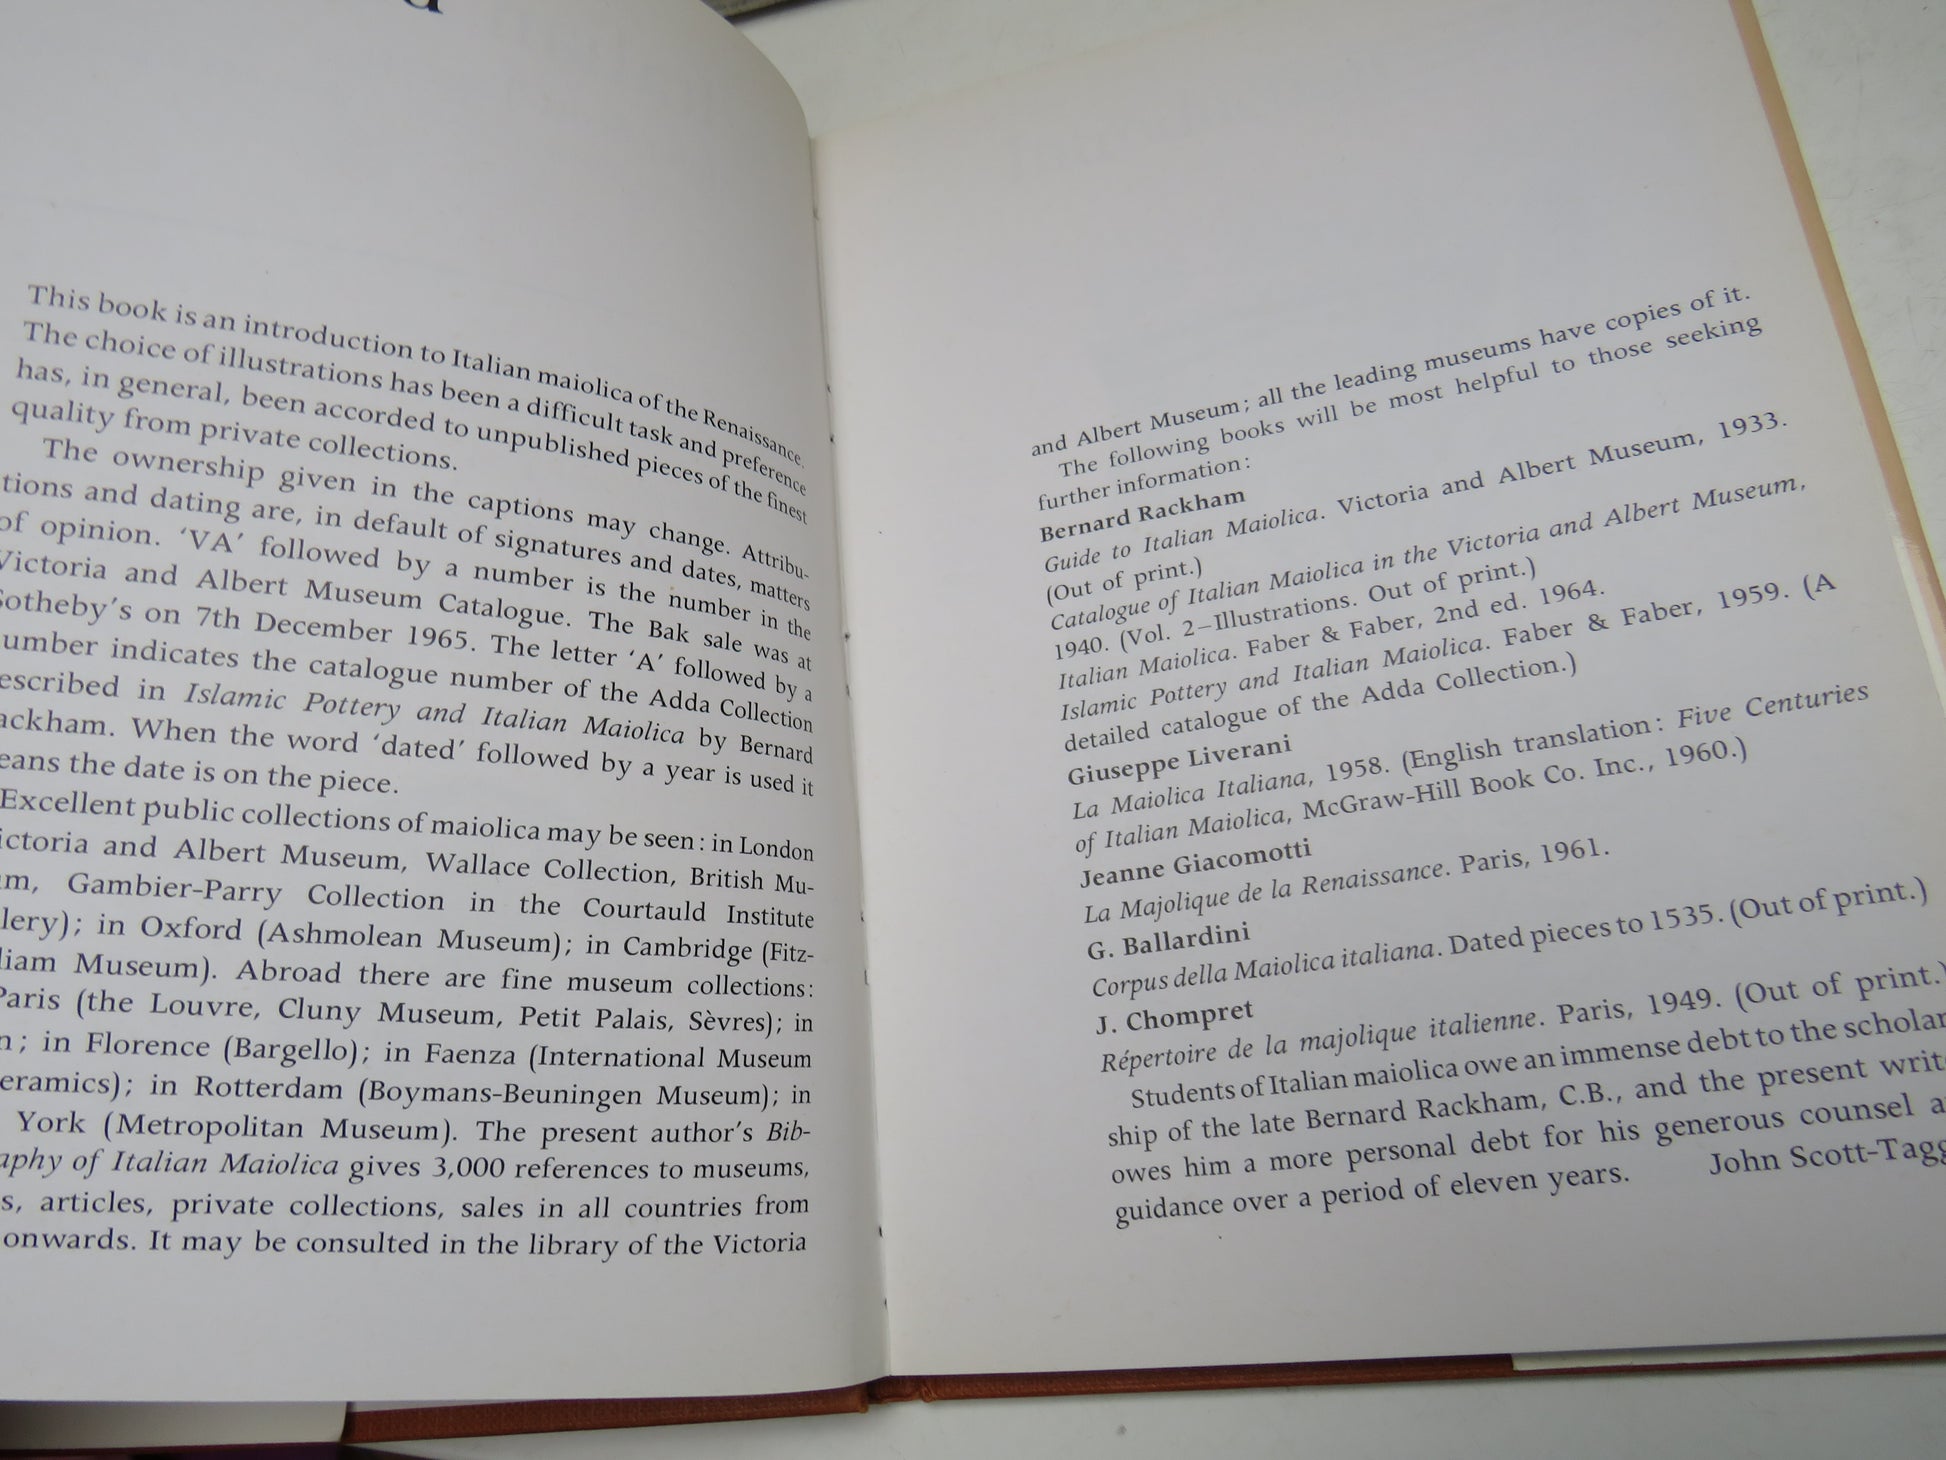 This book is an introduction to Italian maiolica of the Renaissance.
The choice of illustrations has been a difficult task and preference
has, in general, been accorded to unpublished pieces of the finest
quality from private collections.
The ownership given in the captions may change. Attribu-
tions and dating are, in default of signatures and dates, matters
of opinion. ‘VA’ followed by a number is the number in the
Victoria and Albert Museum Catalogue. The Bak sale was at
Sotheby's on 7th December 1965. The letter ‘A’ followed by a
umber indicates the catalogue number of the Adda Collection
escribed in Islamic Pottery and Italian Maiolica by Bernard
ackham. When the word ‘dated’ followed by a year is used it
eans the date is on the piece.
Excellent public collections of maiolica may be seen: in London
ictoria and Albert Museum, Wallace Collection, British Mu-
m, Gambier-Parry Collection in the Courtauld Institute
lery); in Oxford (Ashmolean Museum); in Cambridge (Fitz-
liam Museum). Abroad there are fine museum collections:
Paris (the Louvre, Cluny Museum, Petit Palais, Sèvres); in
n; in Florence (Bargello); in Faenza (International Museum
eramics); in Rotterdam (Boymans-Beuningen Museum); in
York (Metropolitan Museum). The present author's Bib-
aphy of Italian Maiolica gives 3,000 references to museums,
s, articles, private collections, sales in all countries from
onwards. It may be consulted in the library of the Victoria
and Albert Museum; all the leading museums have copies of it.
The following books will be most helpful to those seeking
further information:
Bernard Rackham
Guide to Italian Maiolica. Victoria and Albert Museum, 1933.
(Out of print.)
Catalogue of Italian Maiolica in the Victoria and Albert Museum,
1940. (Vol. 2–Illustrations. Out of print.)
Italian Maiolica. Faber & Faber, 2nd ed. 1964.
Islamic Pottery and Italian Maiolica. Faber & Faber, 1959. (A
detailed catalogue of the Adda Collection.)
Giuseppe Liverani
La Maiolica Italiana, 1958. (English translation: Five Centuries
of Italian Maiolica, McGraw-Hill Book Co. Inc., 1960.)
Jeanne Giacomotti
La Majolique de la Renaissance. Paris, 1961.
G. Ballardini
Corpus della Maiolica italiana. Dated pieces to 1535. (Out of print.)
J. Chompret
Répertoire de la majolique italienne. Paris, 1949. (Out of print.)
Students of Italian maiolica owe an immense debt to the scholar
ship of the late Bernard Rackham, C.B., and the present writ
owes him a more personal debt for his generous counsel a
guidance over a period of eleven years. John Scott-Tagg